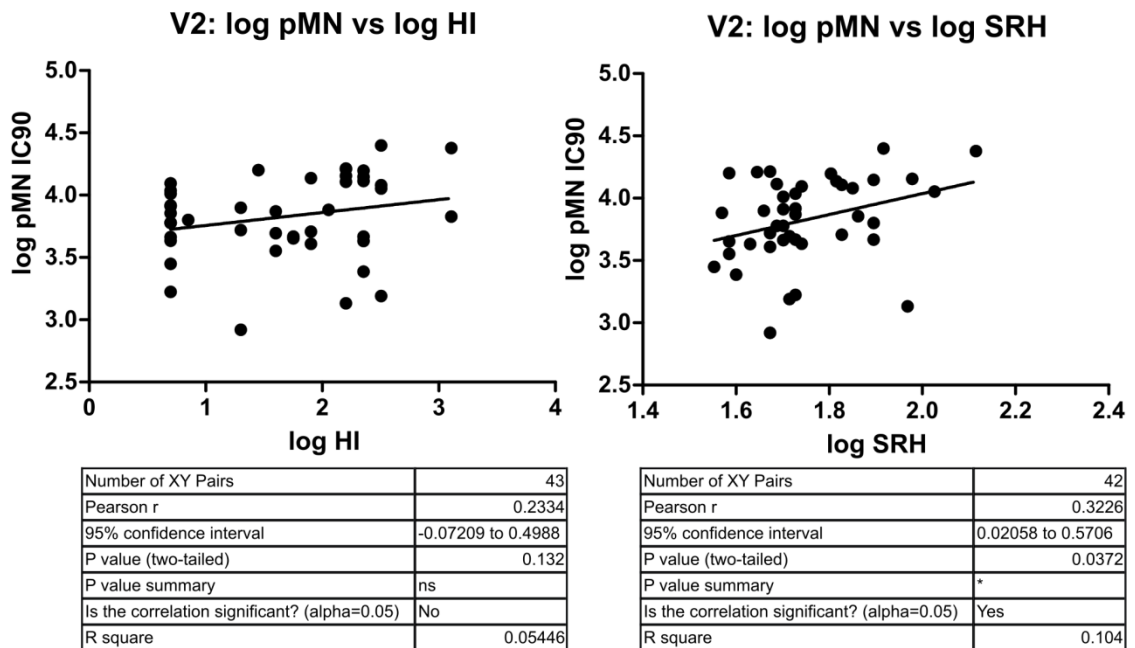 V2: log pMN vs log HI
5.0
4.5
4.0
3.5
3.0
2.5
log pMN IC90
0
1
2
3
4
log HI
Number of XY Pairs 43
Pearson r 0.2334
95% confidence interval -0.07209 to 0.4988
P value (two-tailed) 0.132
P value summary ns
Is the correlation significant? (alpha=0.05) No
R square 0.05446
V2: log pMN vs log SRH
5.0
4.5
4.0
3.5
3.0
2.5
log pMN IC90
1.4
1.6
1.8
2.0
2.2
2.4
log SRH
Number of XY Pairs 42
Pearson r 0.3226
95% confidence interval 0.02058 to 0.5706
P value (two-tailed) 0.0372
P value summary *
Is the correlation significant? (alpha=0.05) Yes
R square 0.104